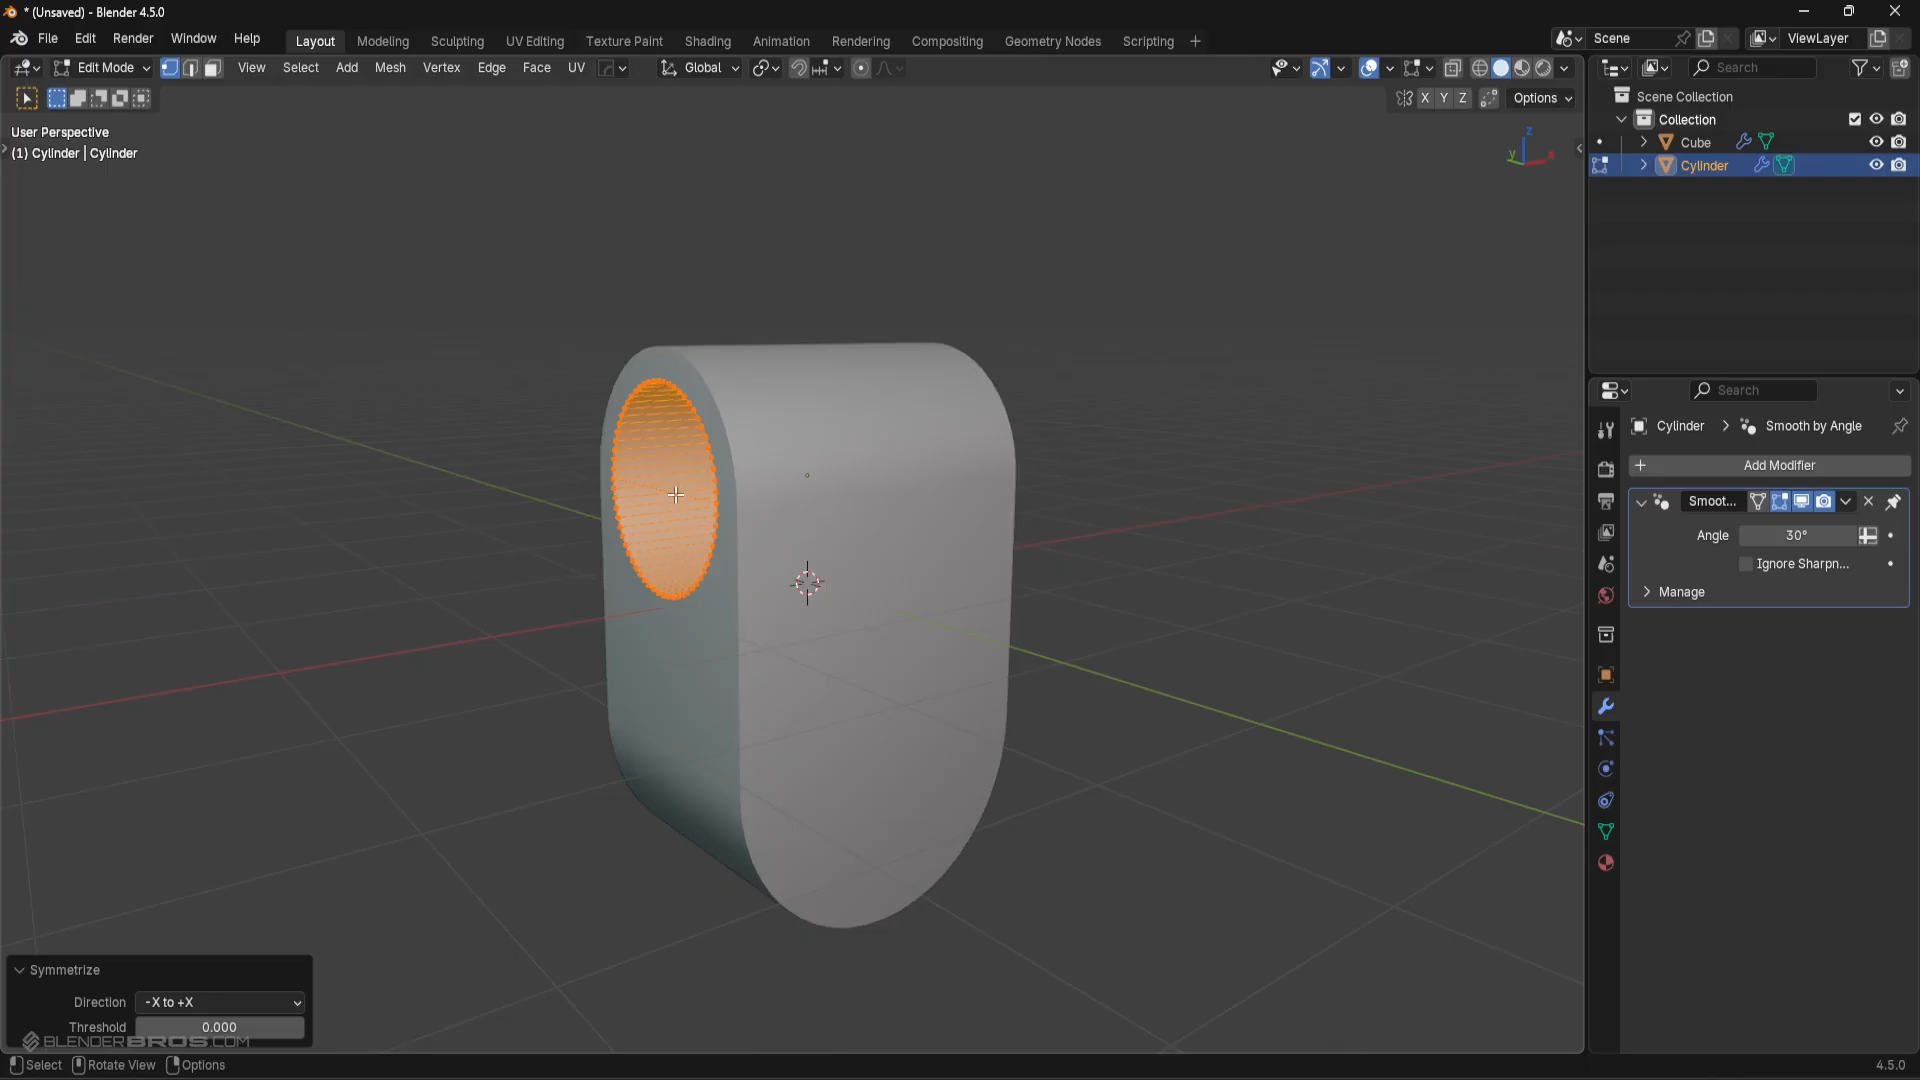 * (Unsaved) - Blender 4.5.0
File Edit Render Window Help
Layout Modeling Sculpting UV Editing Texture Paint Shading Animation Rendering Compositing Geometry Nodes Scripting +
Scene
ViewLayer
Edit Mode
View Select Add Mesh Vertex Edge Face UV
Global
Search
X Y Z
Options
Scene Collection
User Perspective
(1) Cylinder | Cylinder
Collection
Cube
Cylinder
z
y
x
Search
Cylinder > Smooth by Angle
+ Add Modifier
Smoot...
Angle 30°
Ignore Sharpn...
Manage
Symmetrize
Direction -X to +X
Threshold 0.000
BLENDERBROS.COM
Select Rotate View Options
4.5.0